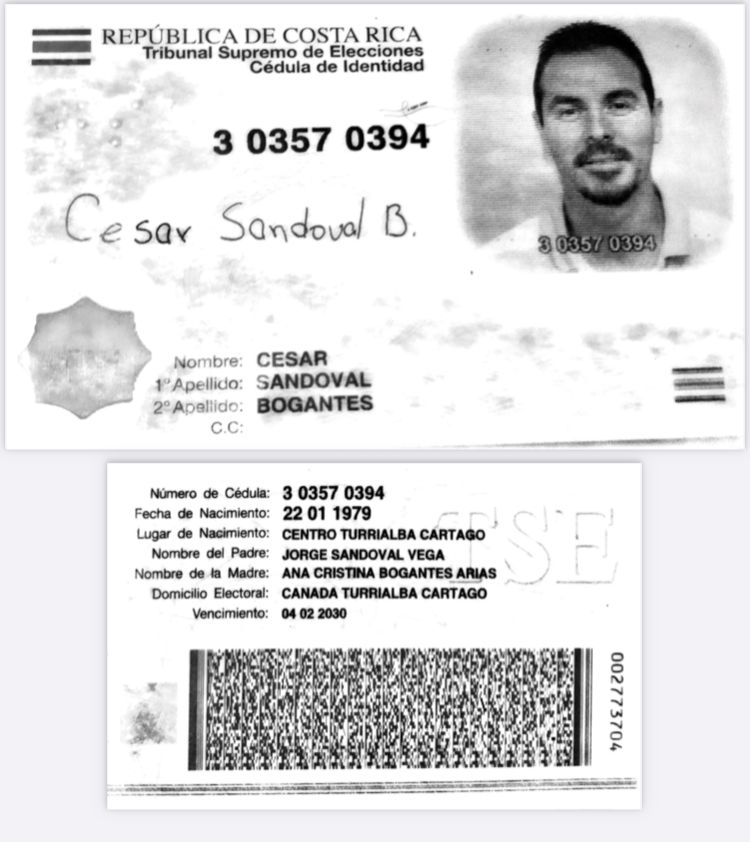 REPÚBLICA DE COSTA RICA
Tribunal Supremo de Elecciones
Cédula de Identidad
3 0357 0394
Cesar Sandoval B.
3 0357 0394
Nombre: CESAR
1º Apellido: SANDOVAL
2º Apellido: BOGANTES
C.C:
Número de Cédula: 3 0357 0394
Fecha de Nacimiento: 22 01 1979
Lugar de Nacimiento: CENTRO TURRIALBA CARTAGO
Nombre del Padre: JORGE SANDOVAL VEGA
Nombre de la Madre: ANA CRISTINA BOGANTES ARIAS
Domicilio Electoral: CANADA TURRIALBA CARTAGO
Vencimiento: 04 02 2030
TSE
002773704